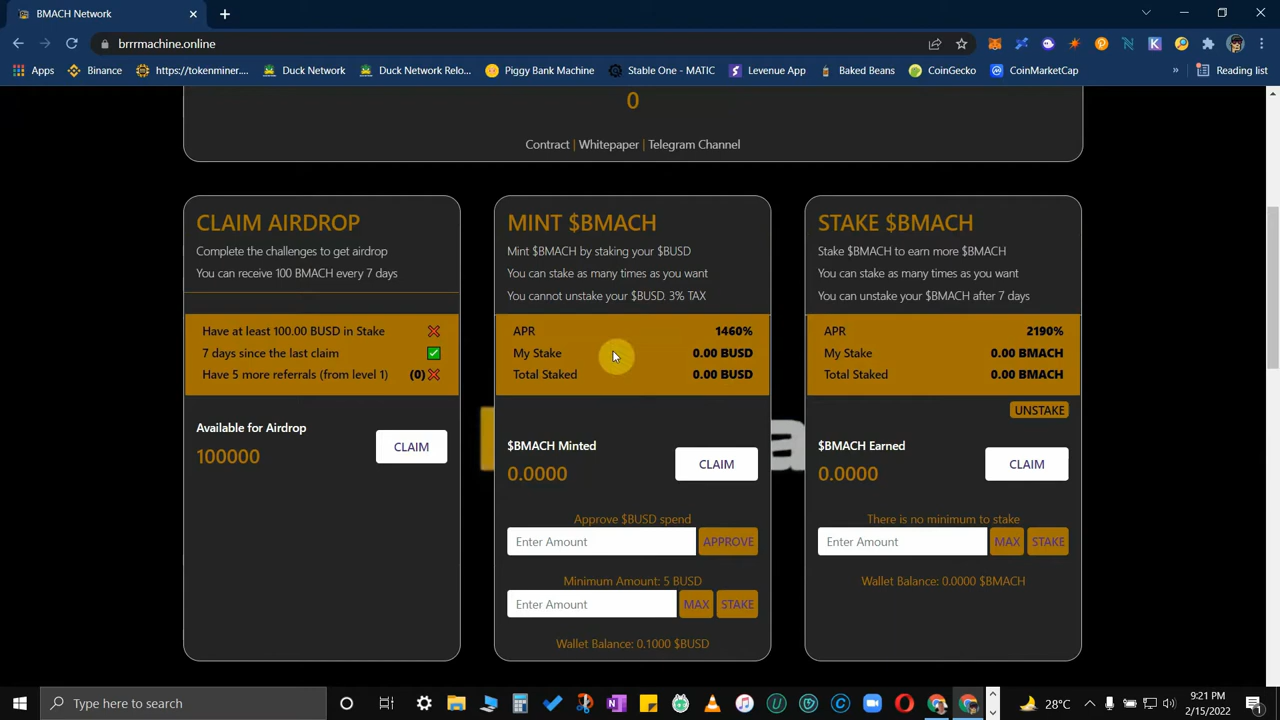 BMACH Network
brrrmachine.online
Apps
Binance
https://tokenminer....
Duck Network
Duck Network Relo...
Piggy Bank Machine
Stable One - MATIC
Levenue App
Baked Beans
CoinGecko
CoinMarketCap
Reading list
0
Contract | Whitepaper | Telegram Channel
CLAIM AIRDROP
Complete the challenges to get airdrop
You can receive 100 BMACH every 7 days
Have at least 100.00 BUSD in Stake
7 days since the last claim
Have 5 more referrals (from level 1) (0)
Available for Airdrop
100000
CLAIM
MINT $BMACH
Mint $BMACH by staking your $BUSD
You can stake as many times as you want
You cannot unstake your $BUSD. 3% TAX
APR 1460%
My Stake 0.00 BUSD
Total Staked 0.00 BUSD
$BMACH Minted
0.0000
CLAIM
Approve $BUSD spend
Enter Amount APPROVE
Minimum Amount: 5 BUSD
Enter Amount MAX STAKE
Wallet Balance: 0.1000 $BUSD
STAKE $BMACH
Stake $BMACH to earn more $BMACH
You can stake as many times as you want
You can unstake your $BMACH after 7 days
APR 2190%
My Stake 0.00 BMACH
Total Staked 0.00 BMACH
UNSTAKE
$BMACH Earned
0.0000
CLAIM
There is no minimum to stake
Enter Amount MAX STAKE
Wallet Balance: 0.0000 $BMACH
Type here to search
28°C
9:21 PM
2/15/2022